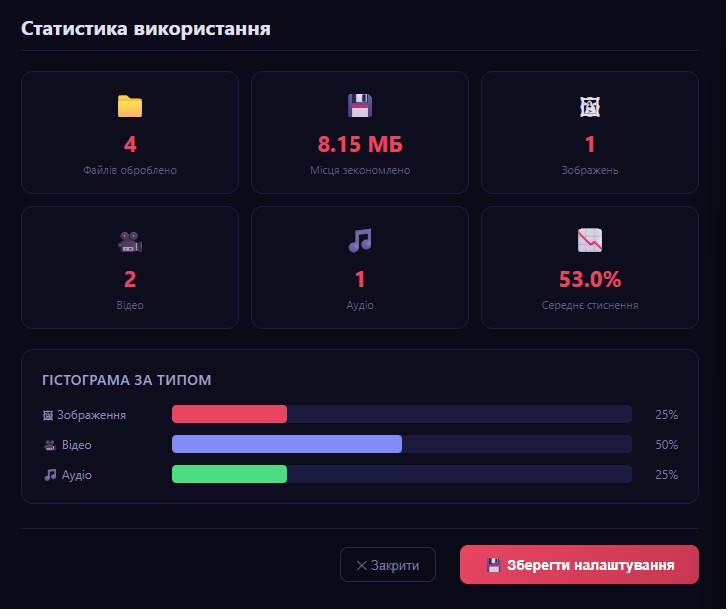 Статистика використання
4
Файлів оброблено
8.15 МБ
Місця зекономлено
1
Зображень
2
Відео
1
Аудіо
53.0%
Середнє стиснення
ГІСТОГРАМА ЗА ТИПОМ
Зображення 25%
Відео 50%
Аудіо 25%
✕ Закрити
Зберегти налаштування